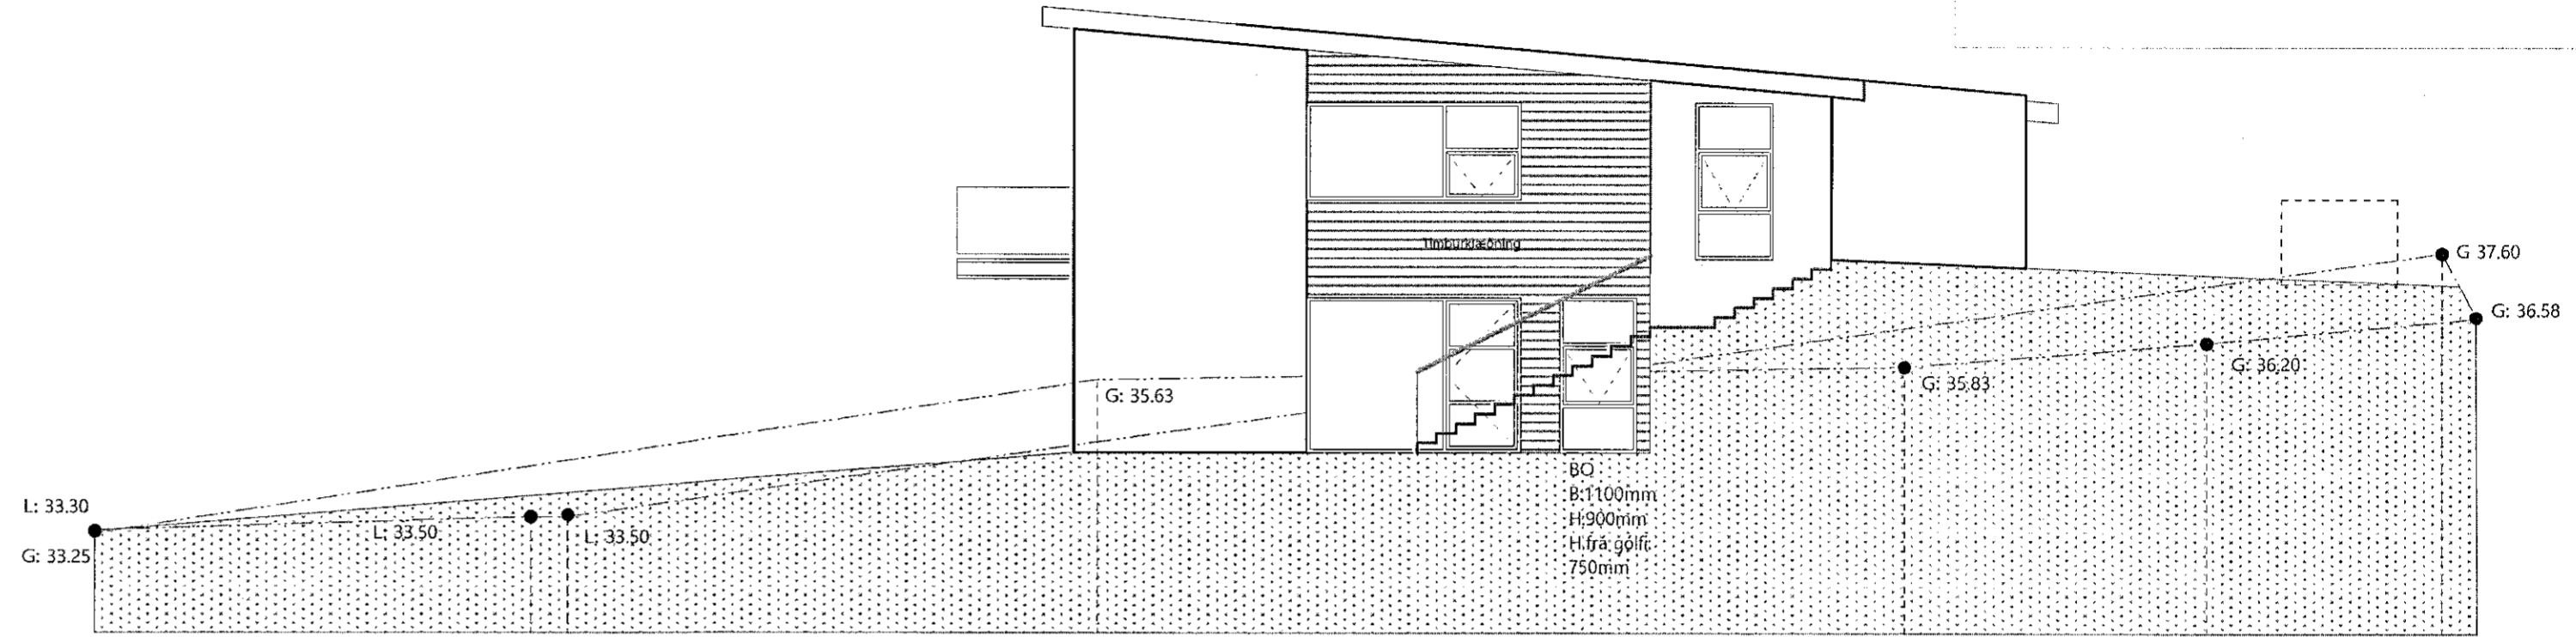 Timburklæðning
G 37.60
G: 36.58
G: 36.20
G: 35.83
G: 35.63
BO
B:1100mm
H:900mm
H.frá gólfi:
750mm
L: 33.30
G: 33.25
L: 33.50
L: 33.50